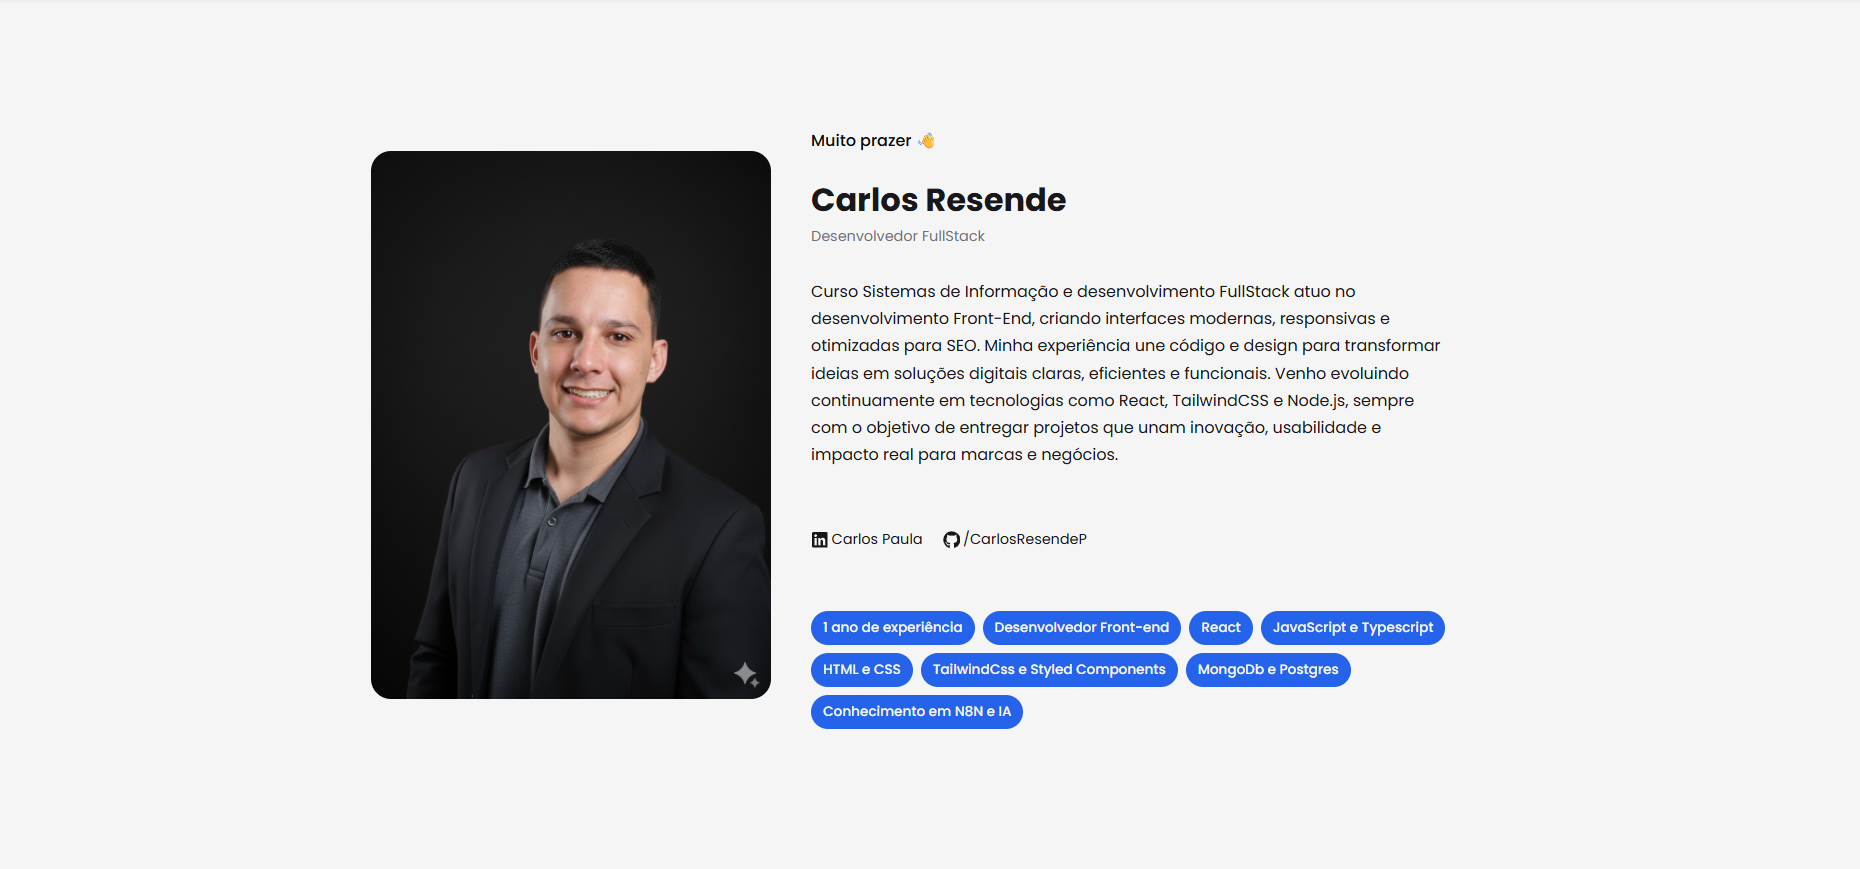 Muito prazer 👋
Carlos Resende
Desenvolvedor FullStack
Curso Sistemas de Informação e desenvolvimento FullStack atuo no
desenvolvimento Front-End, criando interfaces modernas, responsivas e
otimizadas para SEO. Minha experiência une código e design para transformar
ideias em soluções digitais claras, eficientes e funcionais. Venho evoluindo
continuamente em tecnologias como React, TailwindCSS e Node.js, sempre
com o objetivo de entregar projetos que unam inovação, usabilidade e
impacto real para marcas e negócios.
in Carlos Paula /CarlosResendeP
1 ano de experiência Desenvolvedor Front-end React JavaScript e Typescript
HTML e CSS TailwindCss e Styled Components MongoDb e Postgres
Conhecimento em N8N e IA